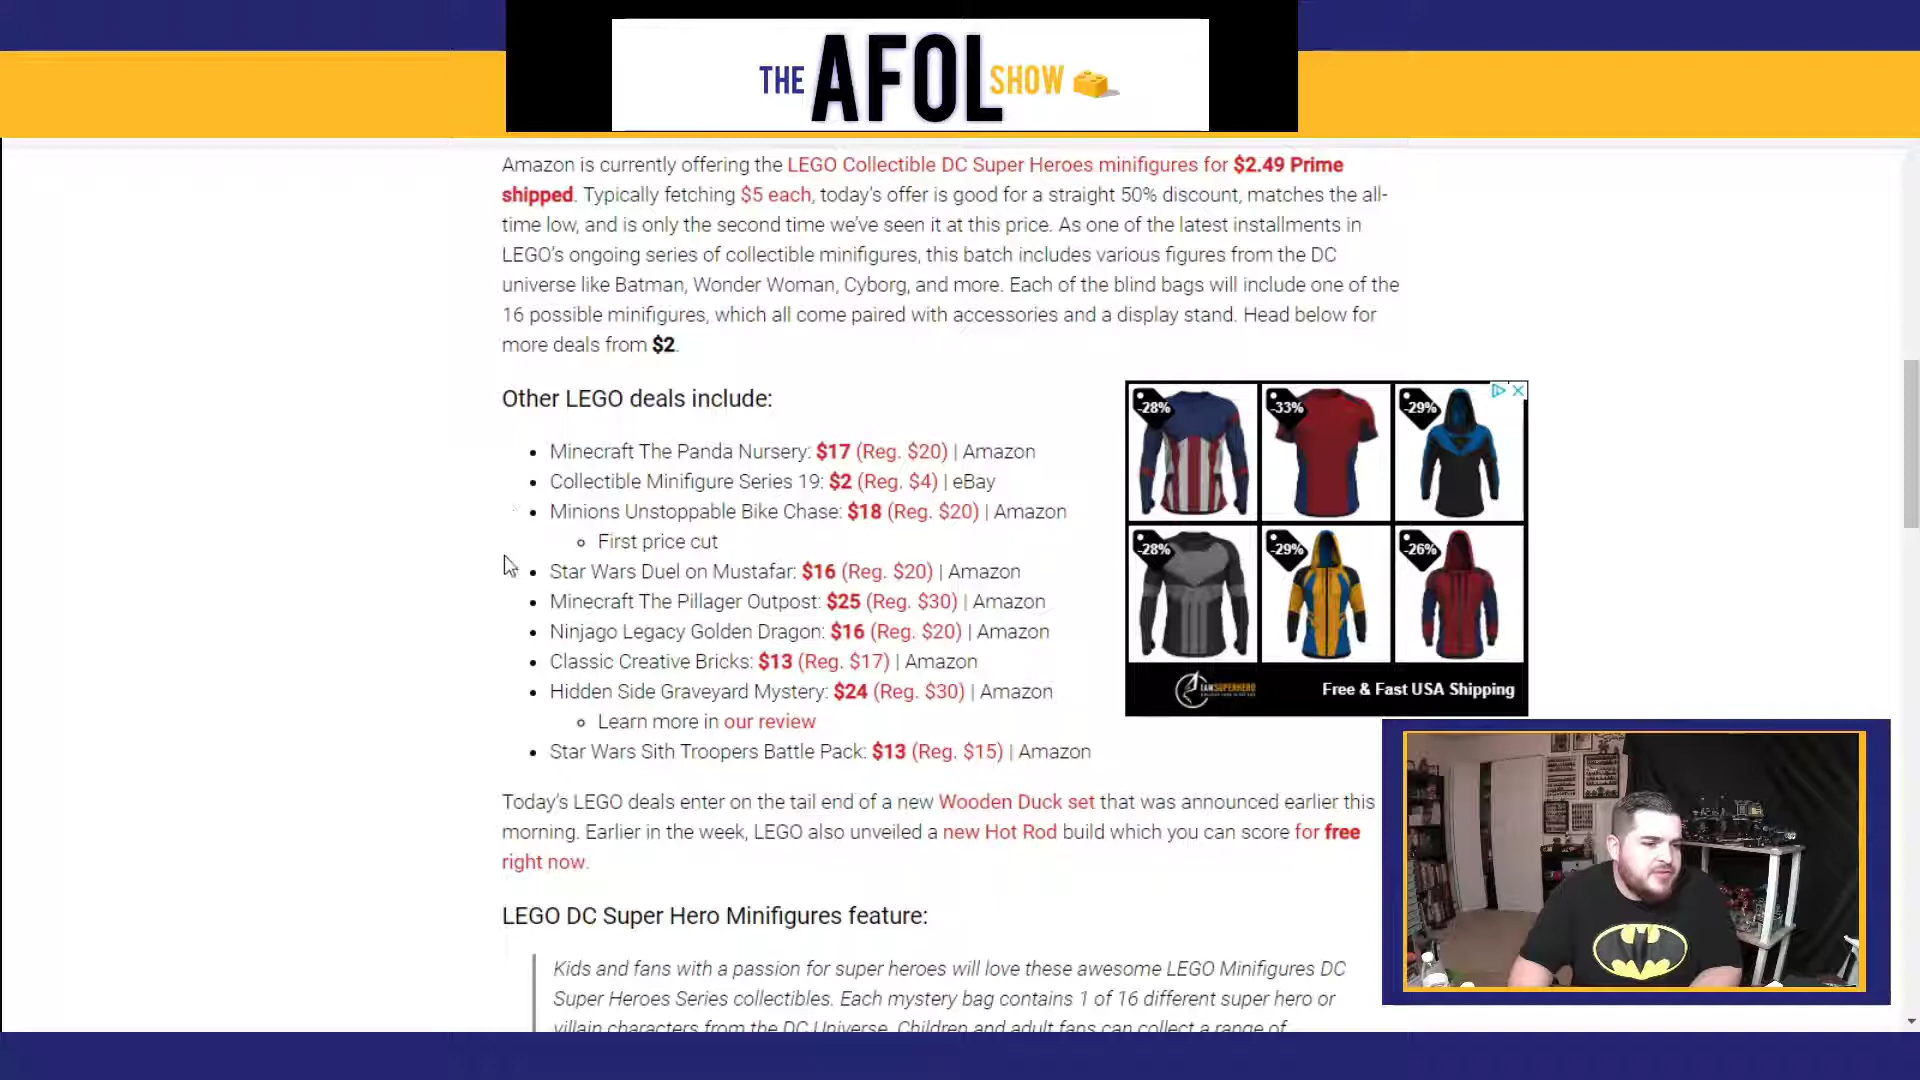 THE AFOL SHOW
Amazon is currently offering the LEGO Collectible DC Super Heroes minifigures for $2.49 Prime
shipped. Typically fetching $5 each, today’s offer is good for a straight 50% discount, matches the all-
time low, and is only the second time we’ve seen it at this price. As one of the latest installments in
LEGO’s ongoing series of collectible minifigures, this batch includes various figures from the DC
universe like Batman, Wonder Woman, Cyborg, and more. Each of the blind bags will include one of the
16 possible minifigures, which all come paired with accessories and a display stand. Head below for
more deals from $2.
Other LEGO deals include:
Minecraft The Panda Nursery: $17 (Reg. $20) | Amazon
Collectible Minifigure Series 19: $2 (Reg. $4) | eBay
Minions Unstoppable Bike Chase: $18 (Reg. $20) | Amazon
First price cut
Star Wars Duel on Mustafar: $16 (Reg. $20) | Amazon
Minecraft The Pillager Outpost: $25 (Reg. $30) | Amazon
Ninjago Legacy Golden Dragon: $16 (Reg. $20) | Amazon
Classic Creative Bricks: $13 (Reg. $17) | Amazon
Hidden Side Graveyard Mystery: $24 (Reg. $30) | Amazon
Learn more in our review
Star Wars Sith Troopers Battle Pack: $13 (Reg. $15) | Amazon
-28% -33% -29%
-28% -29% -26%
IAMSUPERHERO
Free & Fast USA Shipping
Today’s LEGO deals enter on the tail end of a new Wooden Duck set that was announced earlier this
morning. Earlier in the week, LEGO also unveiled a new Hot Rod build which you can score for free
right now.
LEGO DC Super Hero Minifigures feature:
Kids and fans with a passion for super heroes will love these awesome LEGO Minifigures DC
Super Heroes Series collectibles. Each mystery bag contains 1 of 16 different super hero or
villain characters from the DC Universe. Children and adult fans can collect a range of